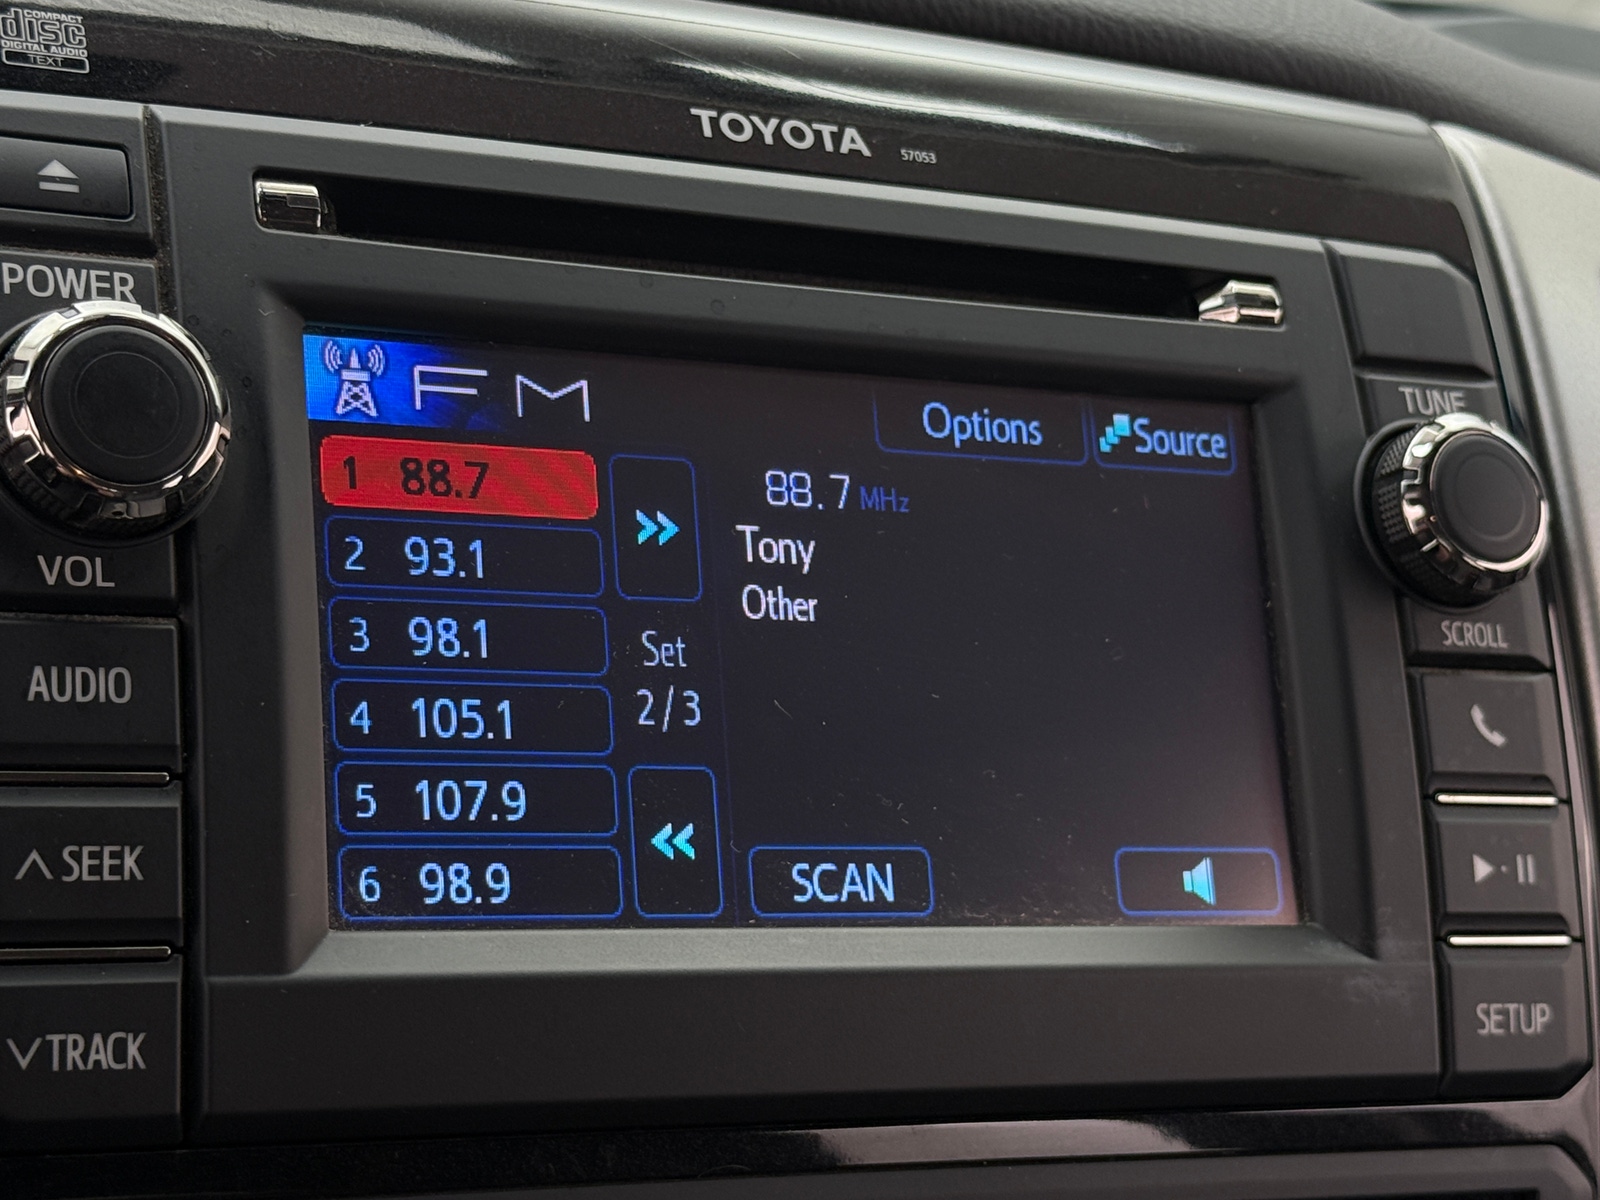 COMPACT
disc
DIGITAL AUDIO
TEXT
TOYOTA 57053
POWER
VOL
AUDIO
∧ SEEK
∨ TRACK
FM
Options
Source
1 88.7
2 93.1
3 98.1
4 105.1
5 107.9
6 98.9
Set
2/3
88.7 MHz
Tony
Other
SCAN
TUNE
SCROLL
SETUP